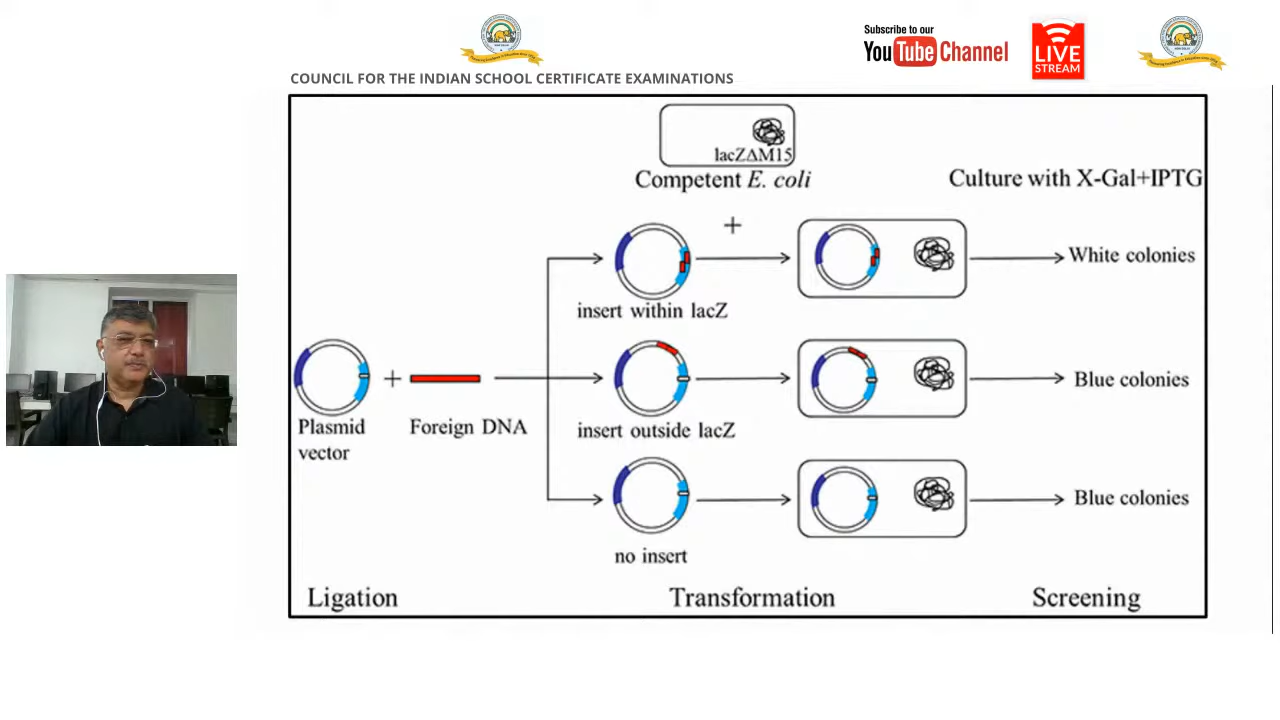 Subscribe to our
YouTube Channel
LIVE
STREAM
COUNCIL FOR THE INDIAN SCHOOL CERTIFICATE EXAMINATIONS
lacZΔM15
Competent E. coli
Culture with X-Gal+IPTG
+
White colonies
insert within lacZ
+
Blue colonies
Plasmid
vector
Foreign DNA
insert outside lacZ
Blue colonies
no insert
Ligation
Transformation
Screening